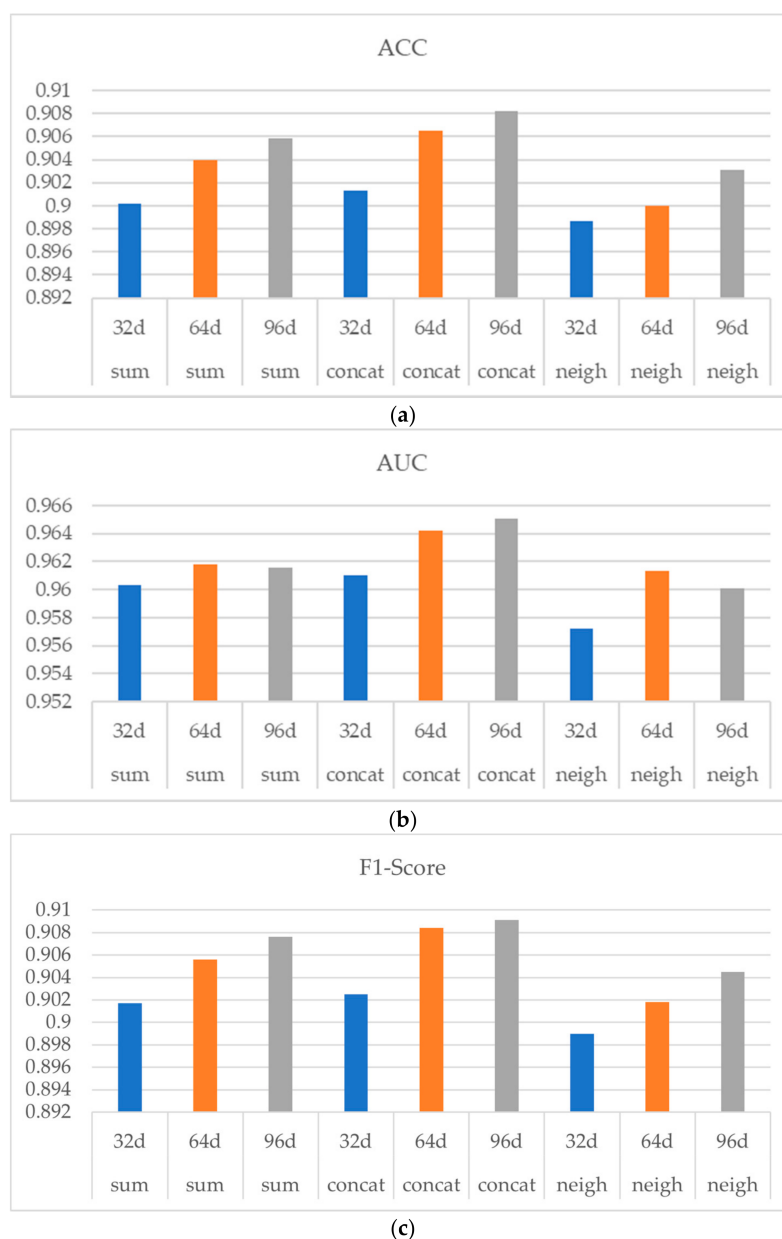 ACC
0.91
0.908
0.906
0.904
0.902
0.9
0.898
0.896
0.894
0.892
32d 64d 96d 32d 64d 96d 32d 64d 96d
sum sum sum concat concat concat neigh neigh neigh
(a)
AUC
0.966
0.964
0.962
0.96
0.958
0.956
0.954
0.952
32d 64d 96d 32d 64d 96d 32d 64d 96d
sum sum sum concat concat concat neigh neigh neigh
(b)
F1-Score
0.91
0.908
0.906
0.904
0.902
0.9
0.898
0.896
0.894
0.892
32d 64d 96d 32d 64d 96d 32d 64d 96d
sum sum sum concat concat concat neigh neigh neigh
(c)